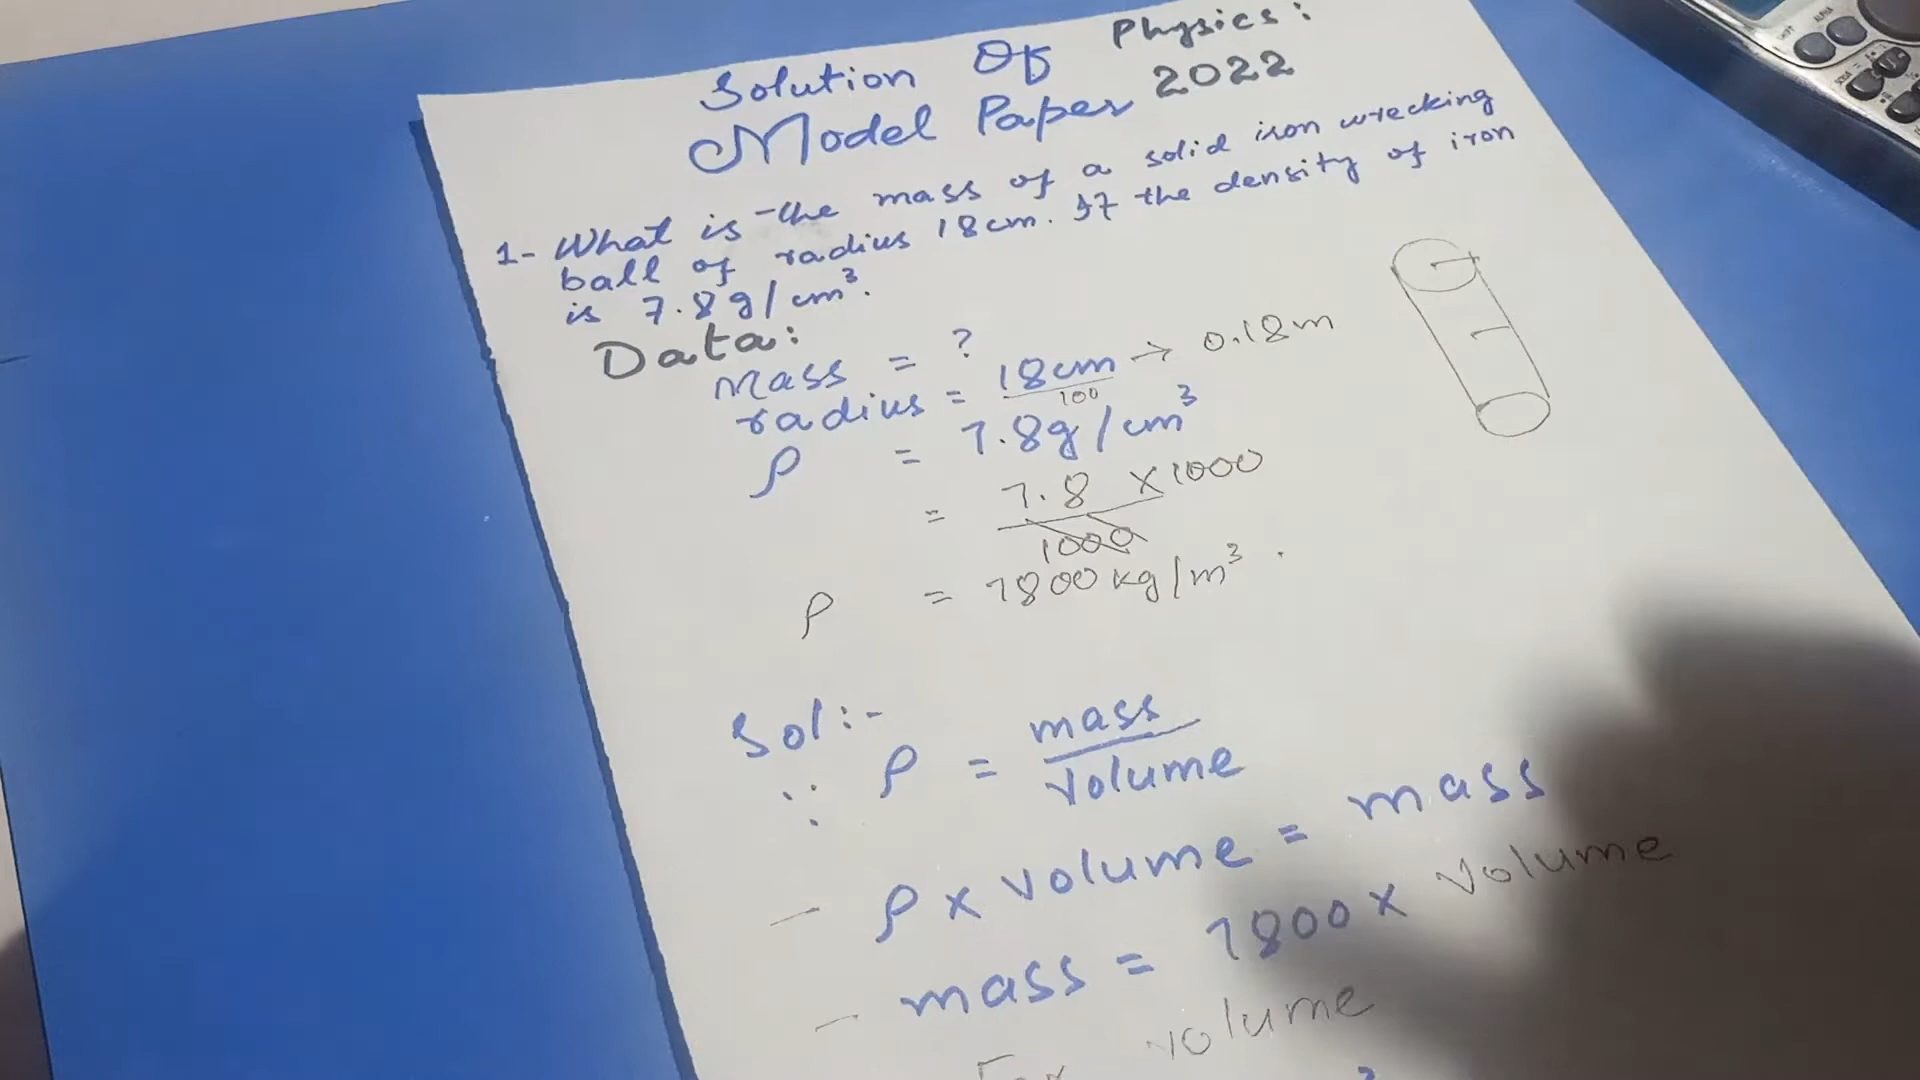 Solution Of Physics:
Model Paper 2022
1- What is the mass of a solid iron wrecking
ball of radius 18cm. If the density of iron
is 7.8g/cm³.
Data:
Mass = ?
radius = 18cm/100 → 0.18m
ρ = 7.8g/cm³
= 7.8 × 1000
1000
ρ = 7800 kg/m³.
Sol:-
∵ ρ = mass
volume
- ρ × volume = mass
- mass = 7800 × volume
For volume